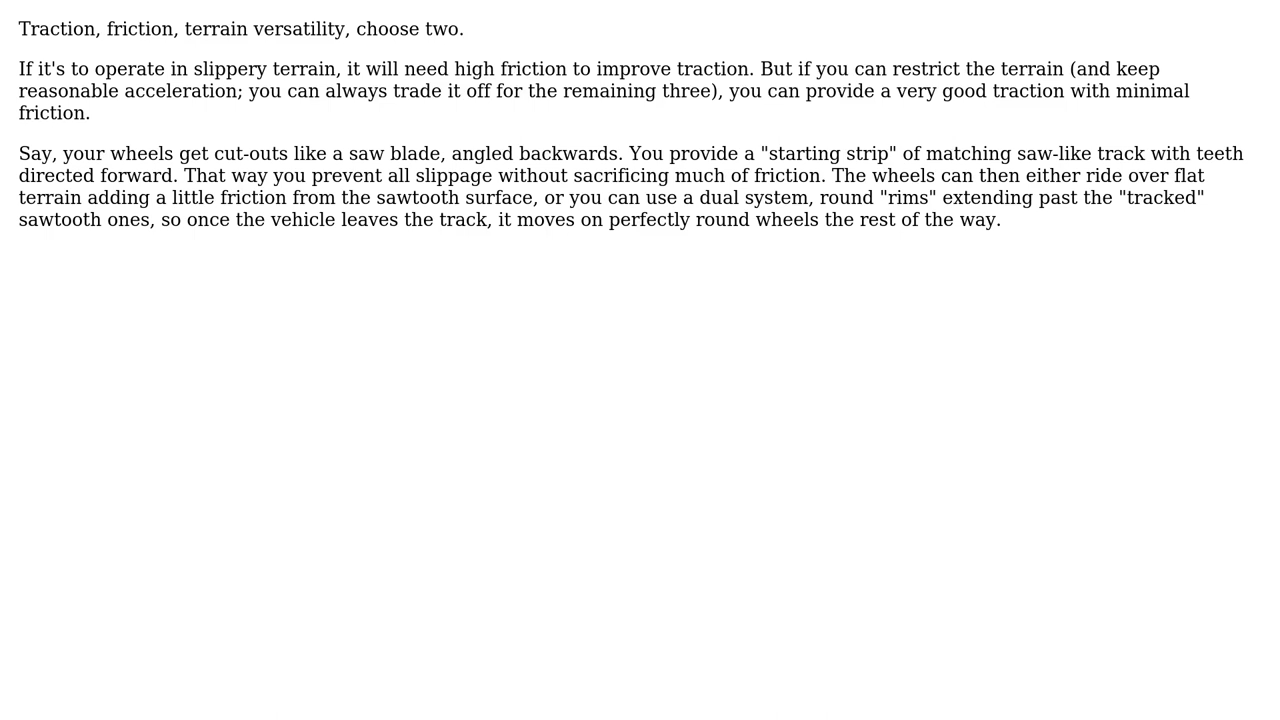 Traction, friction, terrain versatility, choose two.
If it's to operate in slippery terrain, it will need high friction to improve traction. But if you can restrict the terrain (and keep
reasonable acceleration; you can always trade it off for the remaining three), you can provide a very good traction with minimal
friction.
Say, your wheels get cut-outs like a saw blade, angled backwards. You provide a "starting strip" of matching saw-like track with teeth
directed forward. That way you prevent all slippage without sacrificing much of friction. The wheels can then either ride over flat
terrain adding a little friction from the sawtooth surface, or you can use a dual system, round "rims" extending past the "tracked"
sawtooth ones, so once the vehicle leaves the track, it moves on perfectly round wheels the rest of the way.